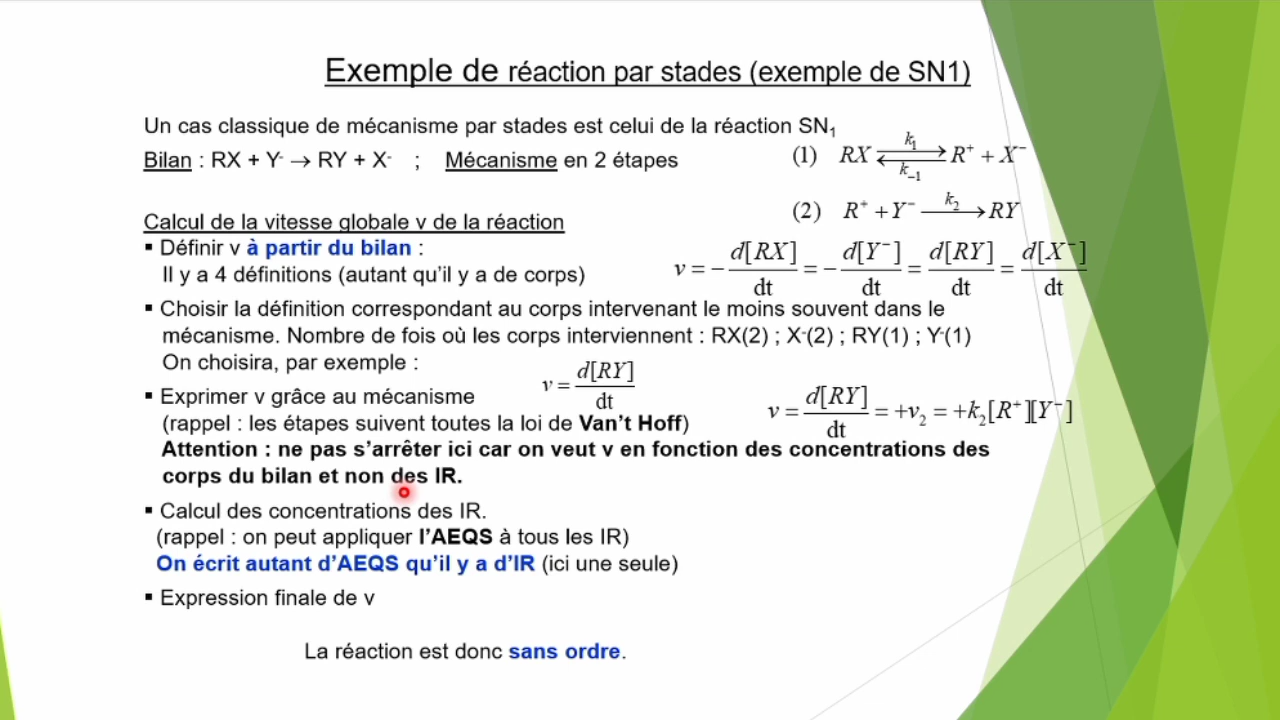 Exemple de réaction par stades (exemple de SN1)
Un cas classique de mécanisme par stades est celui de la réaction SN₁
Bilan : RX + Y⁻ → RY + X⁻ ; Mécanisme en 2 étapes
(1) RX ⇄ R⁺ + X⁻ k₁ k₋₁
(2) R⁺ + Y⁻ —k₂→ RY
Calcul de la vitesse globale v de la réaction
▪ Définir v à partir du bilan :
Il y a 4 définitions (autant qu'il y a de corps)
v = − d[RX]/dt = − d[Y⁻]/dt = d[RY]/dt = d[X⁻]/dt
▪ Choisir la définition correspondant au corps intervenant le moins souvent dans le
mécanisme. Nombre de fois où les corps interviennent : RX(2) ; X⁻(2) ; RY(1) ; Y⁻(1)
On choisira, par exemple :
v = d[RY]/dt
▪ Exprimer v grâce au mécanisme
(rappel : les étapes suivent toutes la loi de Van't Hoff)
v = d[RY]/dt = +v₂ = +k₂[R⁺][Y⁻]
Attention : ne pas s'arrêter ici car on veut v en fonction des concentrations des
corps du bilan et non des IR.
▪ Calcul des concentrations des IR.
(rappel : on peut appliquer l'AEQS à tous les IR)
On écrit autant d'AEQS qu'il y a d'IR (ici une seule)
▪ Expression finale de v
La réaction est donc sans ordre.